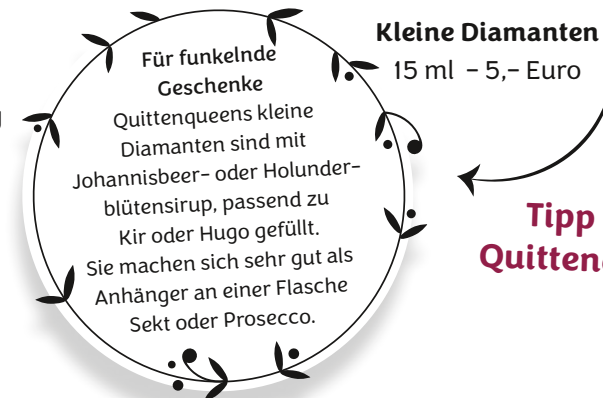 Für funkelnde
Geschenke
Quittenqueens kleine
Diamanten sind mit
Johannisbeer- oder Holunder-
blütensirup, passend zu
Kir oder Hugo gefüllt.
Sie machen sich sehr gut als
Anhänger an einer Flasche
Sekt oder Prosecco.
Kleine Diamanten
15 ml – 5,– Euro
Tipp